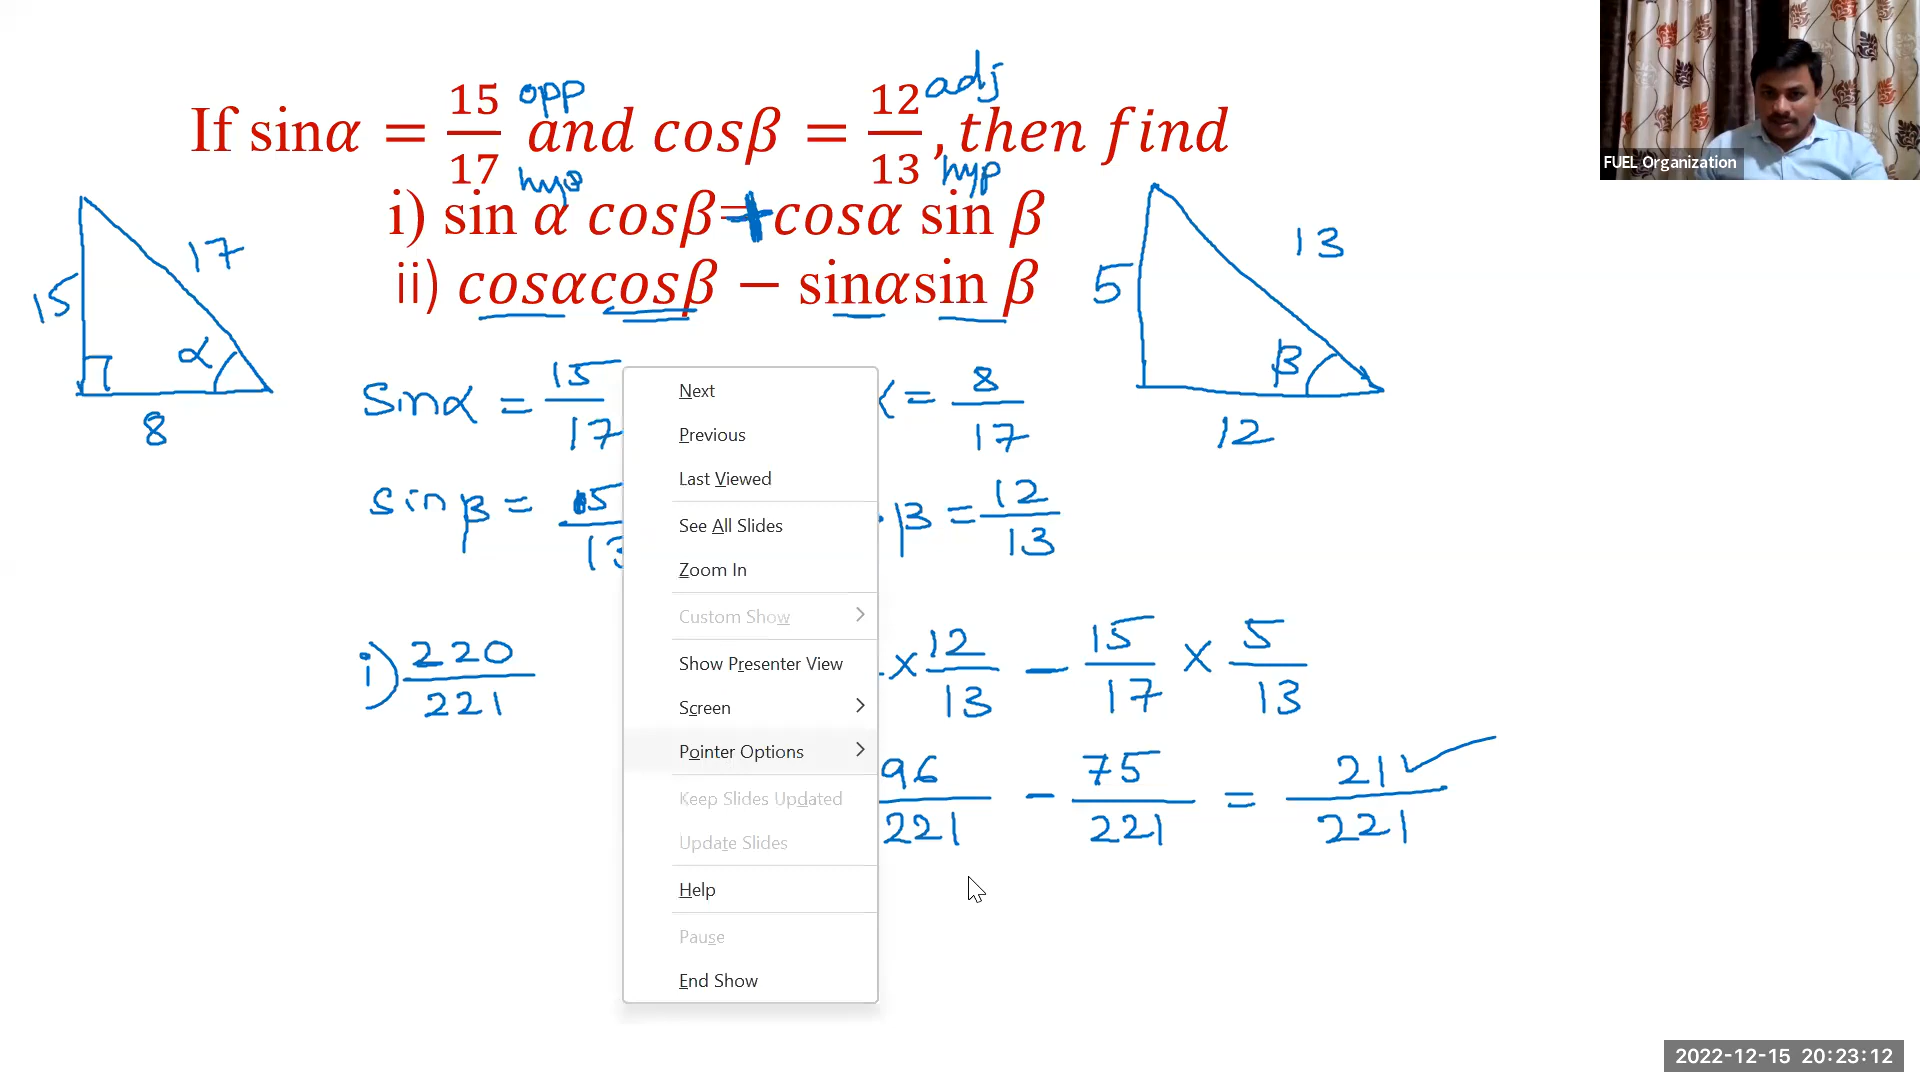 If sinα = 15/17 and cosβ = 12/13, then find
opp
hyp
adj
hyp
i) sin α cosβ + cosα sin β
ii) cosαcosβ − sinαsin β
17
15
α
8
13
5
β
12
Sinα = 15/17
α = 8/17
sin β = 5/13
β = 12/13
i) 220/221
× 12/13 − 15/17 × 5/13
96/221 − 75/221 = 21/221
Next
Previous
Last Viewed
See All Slides
Zoom In
Custom Show
Show Presenter View
Screen
Pointer Options
Keep Slides Updated
Update Slides
Help
Pause
End Show
FUEL Organization
2022-12-15 20:23:12